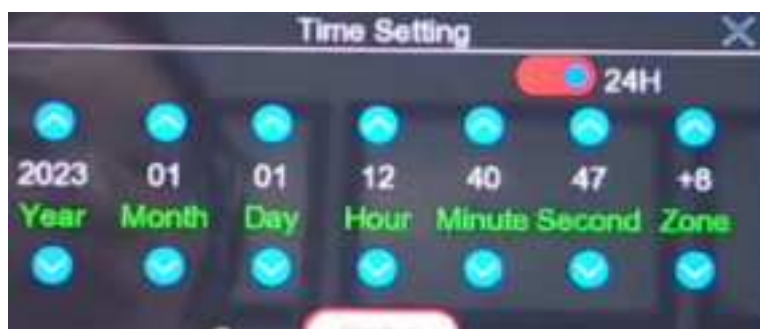 Time Setting
24H
2023 01 01 12 40 47 +8
Year Month Day Hour Minute Second Zone